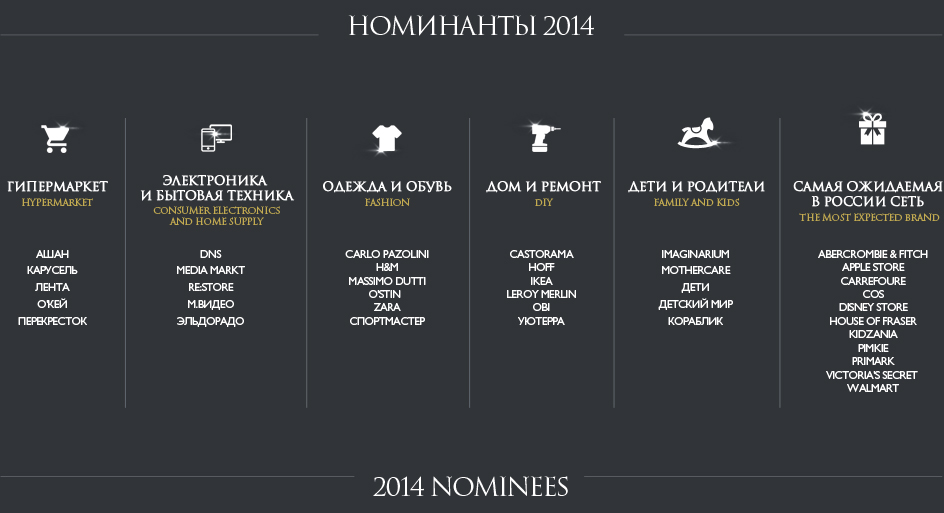 НОМИНАНТЫ 2014
ГИПЕРМАРКЕТ
HYPERMARKET
АШАН
КАРУСЕЛЬ
ЛЕНТА
О'КЕЙ
ПЕРЕКРЕСТОК
ЭЛЕКТРОНИКА
И БЫТОВАЯ ТЕХНИКА
CONSUMER ELECTRONICS
AND HOME SUPPLY
DNS
MEDIA MARKT
RE:STORE
М.ВИДЕО
ЭЛЬДОРАДО
ОДЕЖДА И ОБУВЬ
FASHION
CARLO PAZOLINI
H&M
MASSIMO DUTTI
O'STIN
ZARA
СПОРТМАСТЕР
ДОМ И РЕМОНТ
DIY
CASTORAMA
HOFF
IKEA
LEROY MERLIN
OBI
УЮТЕРРА
ДЕТИ И РОДИТЕЛИ
FAMILY AND KIDS
IMAGINARIUM
MOTHERCARE
ДЕТИ
ДЕТСКИЙ МИР
КОРАБЛИК
САМАЯ ОЖИДАЕМАЯ
В РОССИИ СЕТЬ
THE MOST EXPECTED BRAND
ABERCROMBIE & FITCH
APPLE STORE
CARREFOURE
COS
DISNEY STORE
HOUSE OF FRASER
KIDZANIA
PIMKIE
PRIMARK
VICTORIA'S SECRET
WALMART
2014 NOMINEES